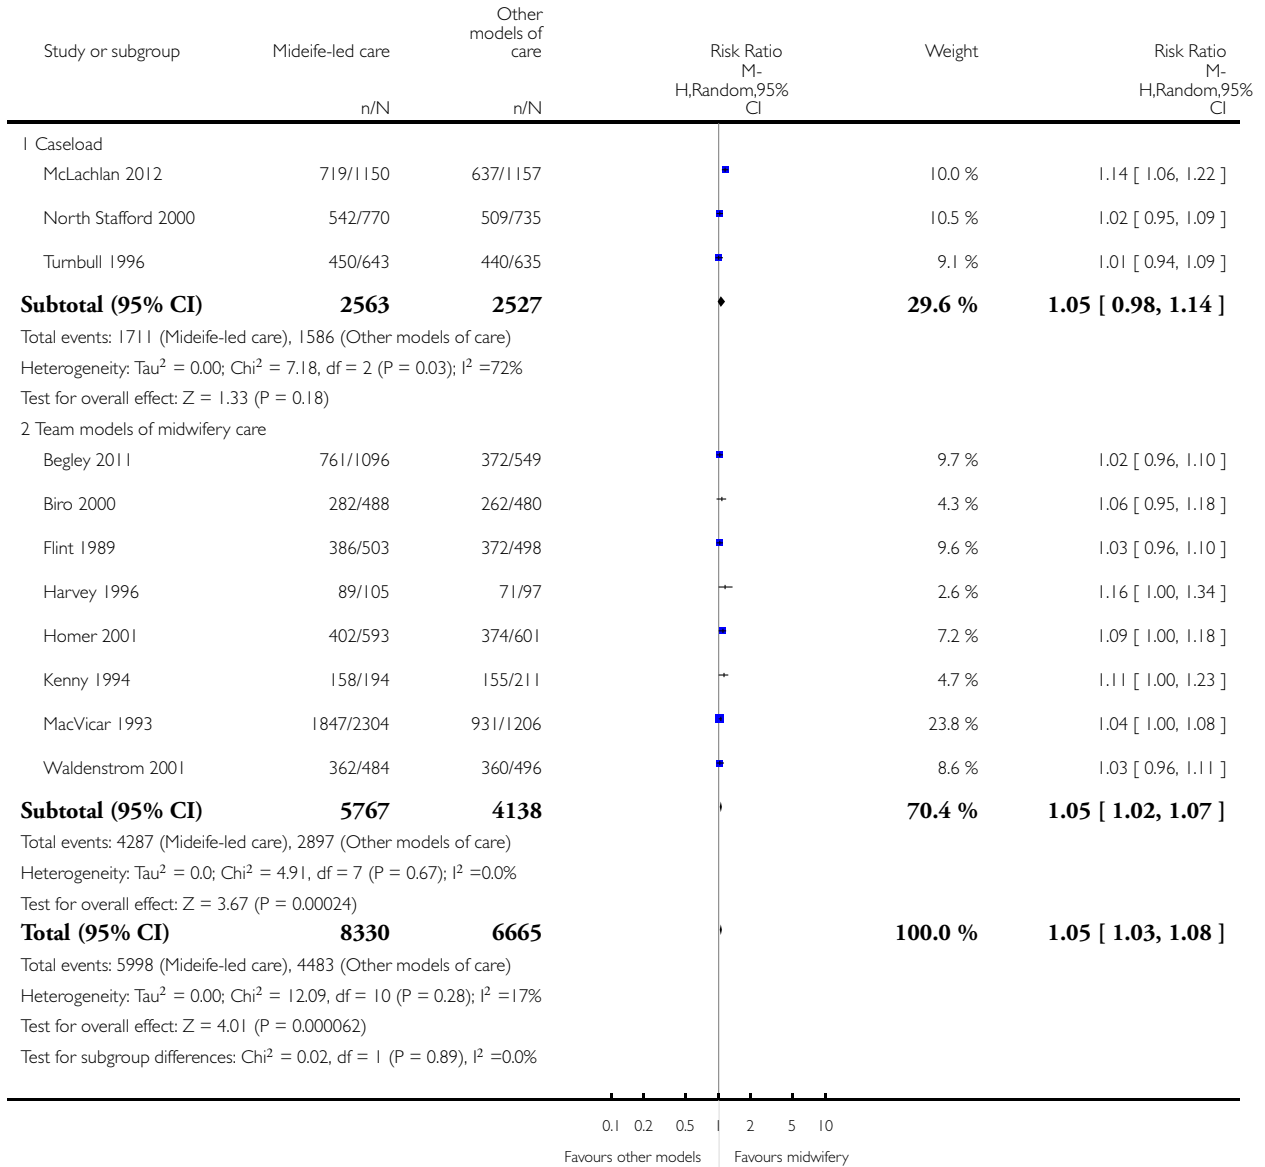 Study or subgroup Mideife-led care Other models of care Risk Ratio Weight Risk Ratio
n/N n/N M-H,Random,95% CI M-H,Random,95% CI
1 Caseload
McLachlan 2012 719/1150 637/1157 10.0 % 1.14 [ 1.06, 1.22 ]
North Stafford 2000 542/770 509/735 10.5 % 1.02 [ 0.95, 1.09 ]
Turnbull 1996 450/643 440/635 9.1 % 1.01 [ 0.94, 1.09 ]
Subtotal (95% CI) 2563 2527 29.6 % 1.05 [ 0.98, 1.14 ]
Total events: 1711 (Mideife-led care), 1586 (Other models of care)
Heterogeneity: Tau² = 0.00; Chi² = 7.18, df = 2 (P = 0.03); I² =72%
Test for overall effect: Z = 1.33 (P = 0.18)
2 Team models of midwifery care
Begley 2011 761/1096 372/549 9.7 % 1.02 [ 0.96, 1.10 ]
Biro 2000 282/488 262/480 4.3 % 1.06 [ 0.95, 1.18 ]
Flint 1989 386/503 372/498 9.6 % 1.03 [ 0.96, 1.10 ]
Harvey 1996 89/105 71/97 2.6 % 1.16 [ 1.00, 1.34 ]
Homer 2001 402/593 374/601 7.2 % 1.09 [ 1.00, 1.18 ]
Kenny 1994 158/194 155/211 4.7 % 1.11 [ 1.00, 1.23 ]
MacVicar 1993 1847/2304 931/1206 23.8 % 1.04 [ 1.00, 1.08 ]
Waldenstrom 2001 362/484 360/496 8.6 % 1.03 [ 0.96, 1.11 ]
Subtotal (95% CI) 5767 4138 70.4 % 1.05 [ 1.02, 1.07 ]
Total events: 4287 (Mideife-led care), 2897 (Other models of care)
Heterogeneity: Tau² = 0.0; Chi² = 4.91, df = 7 (P = 0.67); I² =0.0%
Test for overall effect: Z = 3.67 (P = 0.00024)
Total (95% CI) 8330 6665 100.0 % 1.05 [ 1.03, 1.08 ]
Total events: 5998 (Mideife-led care), 4483 (Other models of care)
Heterogeneity: Tau² = 0.00; Chi² = 12.09, df = 10 (P = 0.28); I² =17%
Test for overall effect: Z = 4.01 (P = 0.000062)
Test for subgroup differences: Chi² = 0.02, df = 1 (P = 0.89), I² =0.0%
0.1 0.2 0.5 1 2 5 10
Favours other models Favours midwifery